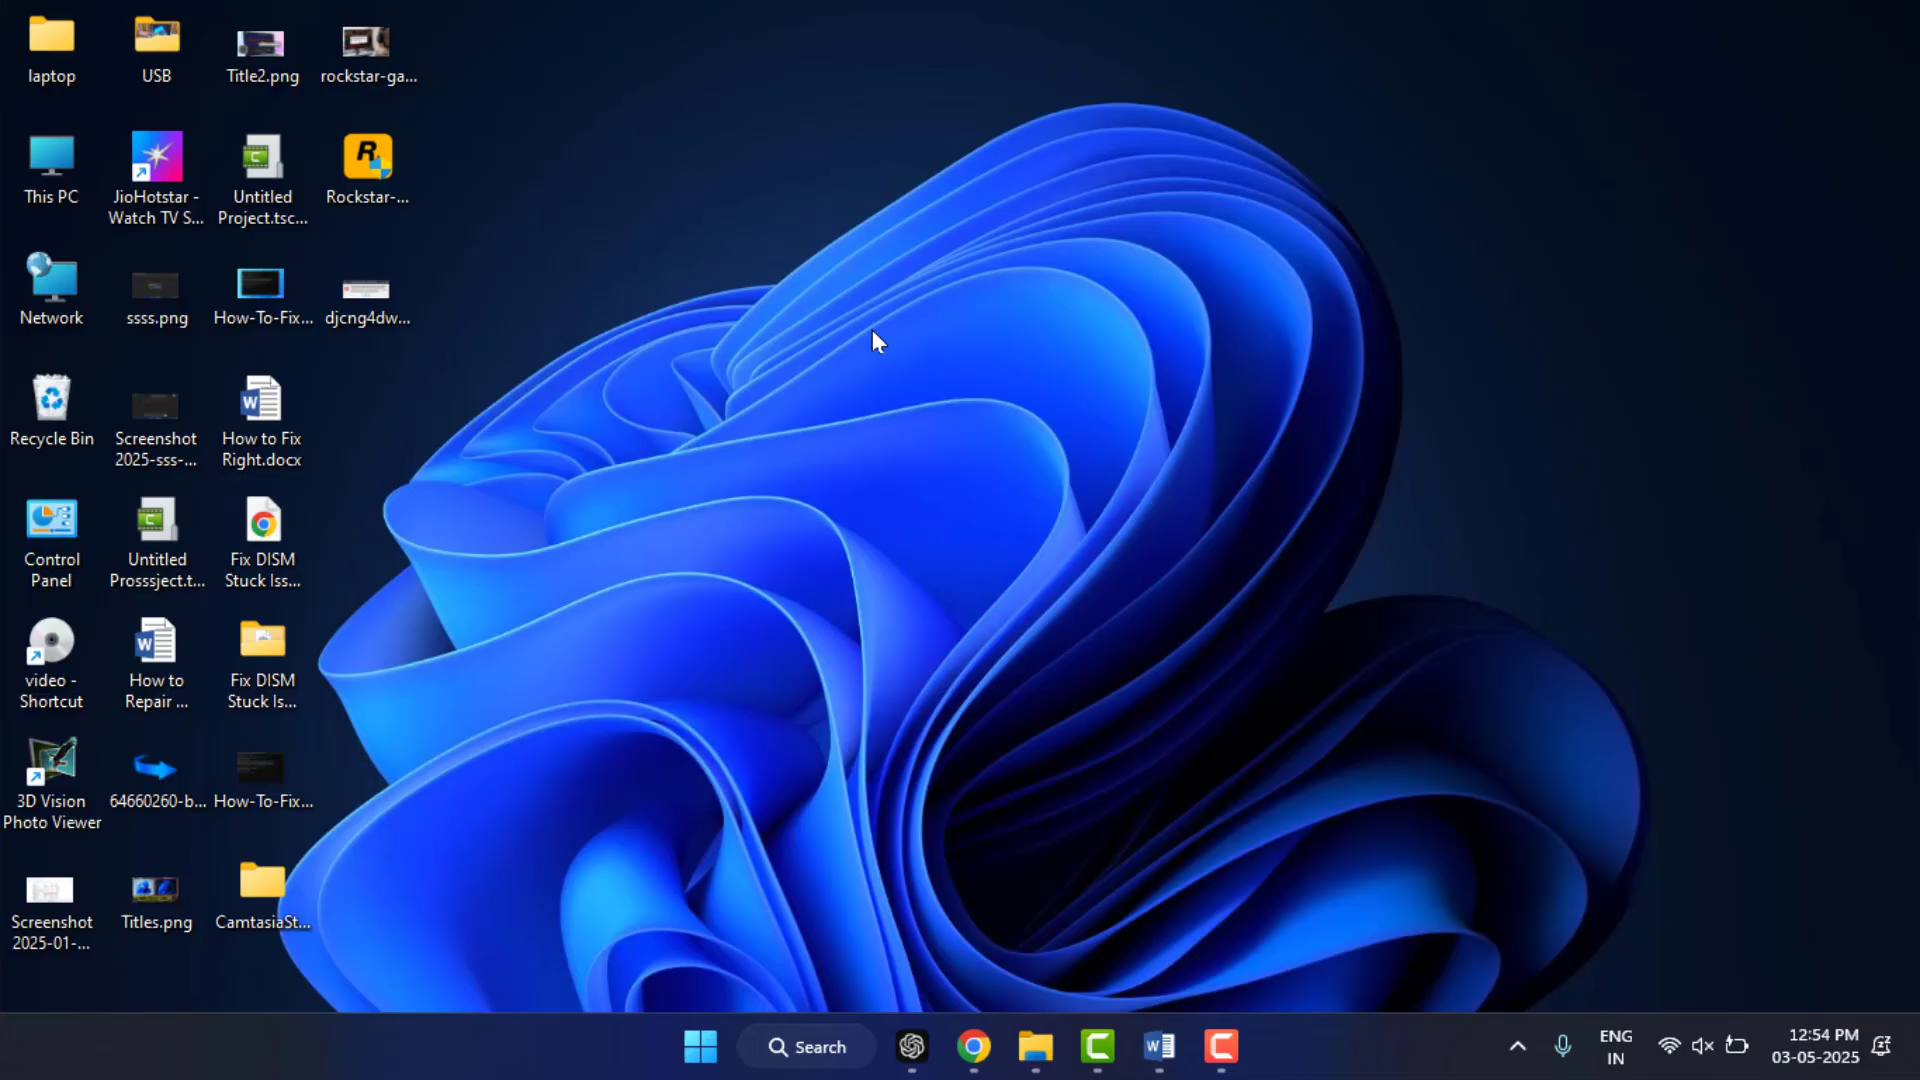 laptop
USB
Title2.png
rockstar-ga...
This PC
JioHotstar -
Watch TV S...
Untitled
Project.tsc...
R
Rockstar-...
Network
ssss.png
How-To-Fix...
djcng4dw...
Recycle Bin
Screenshot
2025-sss-...
How to Fix
Right.docx
Control
Panel
Untitled
Prosssject.t...
Fix DISM
Stuck Iss...
video -
Shortcut
How to
Repair ...
Fix DISM
Stuck Is...
3D Vision
Photo Viewer
64660260-b...
How-To-Fix...
Screenshot
2025-01-...
Titles.png
CamtasiaSt...
Search
ENG
IN
12:54 PM
03-05-2025